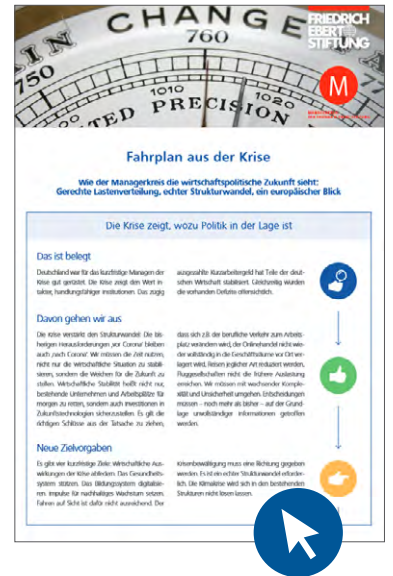 CHANGE
760
IN
AIN
750
1010
1020
TED PRECISION
FRIEDRICH
EBERT
STIFTUNG
M
Fahrplan aus der Krise
Wie der Managerkreis die wirtschaftspolitische Zukunft sieht:
Gerechte Lastenverteilung, echter Strukturwandel, ein europäischer Blick
Die Krise zeigt, wozu Politik in der Lage ist
Das ist belegt
Deutschland war für das kurzfristige Managen der
Krise gut gerüstet. Die Krise zeigt den Wert in-
takter, handlungsfähiger Institutionen. Das zügig
ausgezahlte Kurzarbeitergeld hat Teile der deut-
schen Wirtschaft stabilisiert. Gleichzeitig wurden
die vorhanden Defizite offensichtlich.
Davon gehen wir aus
Die Krise verstärkt den Strukturwandel: Die bis-
herigen Herausforderungen „vor Corona“ bleiben
auch „nach Corona“. Wir müssen die Zeit nutzen,
nicht nur die wirtschaftliche Situation zu stabili-
sieren, sondern die Weichen für die Zukunft zu
stellen. Wirtschaftliche Stabilität heißt nicht nur,
bestehende Unternehmen und Arbeitsplätze für
morgen zu retten, sondern auch Investitionen in
Zukunftstechnologien sicherzustellen. Es gilt die
richtigen Schlüsse aus der Tatsache zu ziehen,
dass sich z.B. der berufliche Verkehr zum Arbeits-
platz verändern wird, der Onlinehandel nicht wie-
der vollständig in die Geschäftsräume vor Ort ver-
lagert wird, Reisen jeglicher Art reduziert werden,
Fluggesellschaften nicht die frühere Auslastung
erreichen. Wir müssen mit wachsender Komple-
xität und Unsicherheit umgehen. Entscheidungen
müssen – noch mehr als bisher – auf der Grund-
lage unvollständiger Informationen getroffen
werden.
Neue Zielvorgaben
Es gibt vier kurzfristige Ziele: Wirtschaftliche Aus-
wirkungen der Krise abfedern. Das Gesundheits-
system stützen. Das Bildungssystem digitalisie-
ren. Impulse für nachhaltiges Wachstum setzen.
Fahren auf Sicht ist dafür nicht ausreichend. Der
Krisenbewältigung muss eine Richtung gegeben
werden. Es ist ein echter Strukturwandel erforder-
lich. Die Klimakrise wird sich in den bestehenden
Strukturen nicht lösen lassen.